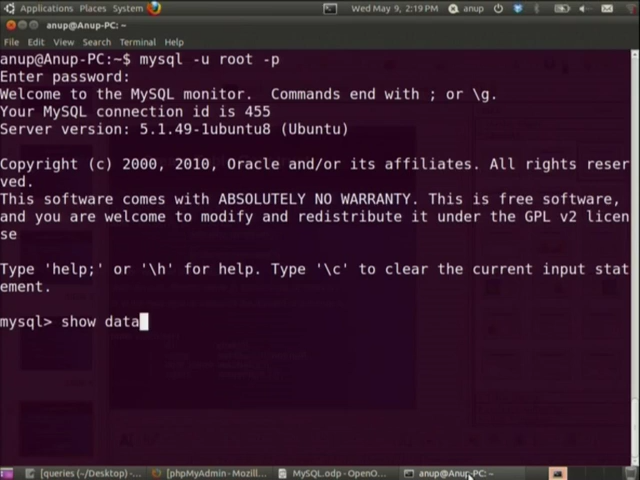 Applications Places System Wed May 9, 2:19 PM anup
anup@Anup-PC: ~
File Edit View Search Terminal Help
anup@Anup-PC:~$ mysql -u root -p
Enter password:
Welcome to the MySQL monitor.  Commands end with ; or \g.
Your MySQL connection id is 455
Server version: 5.1.49-1ubuntu8 (Ubuntu)
Copyright (c) 2000, 2010, Oracle and/or its affiliates. All rights reser
ved.
This software comes with ABSOLUTELY NO WARRANTY. This is free software,
and you are welcome to modify and redistribute it under the GPL v2 licen
se
Type 'help;' or '\h' for help. Type '\c' to clear the current input stat
ement.
mysql> show data
[queries (~/Desktop) -... [phpMyAdmin - Mozill... MySQL.odp - OpenO... anup@Anup-PC: ~